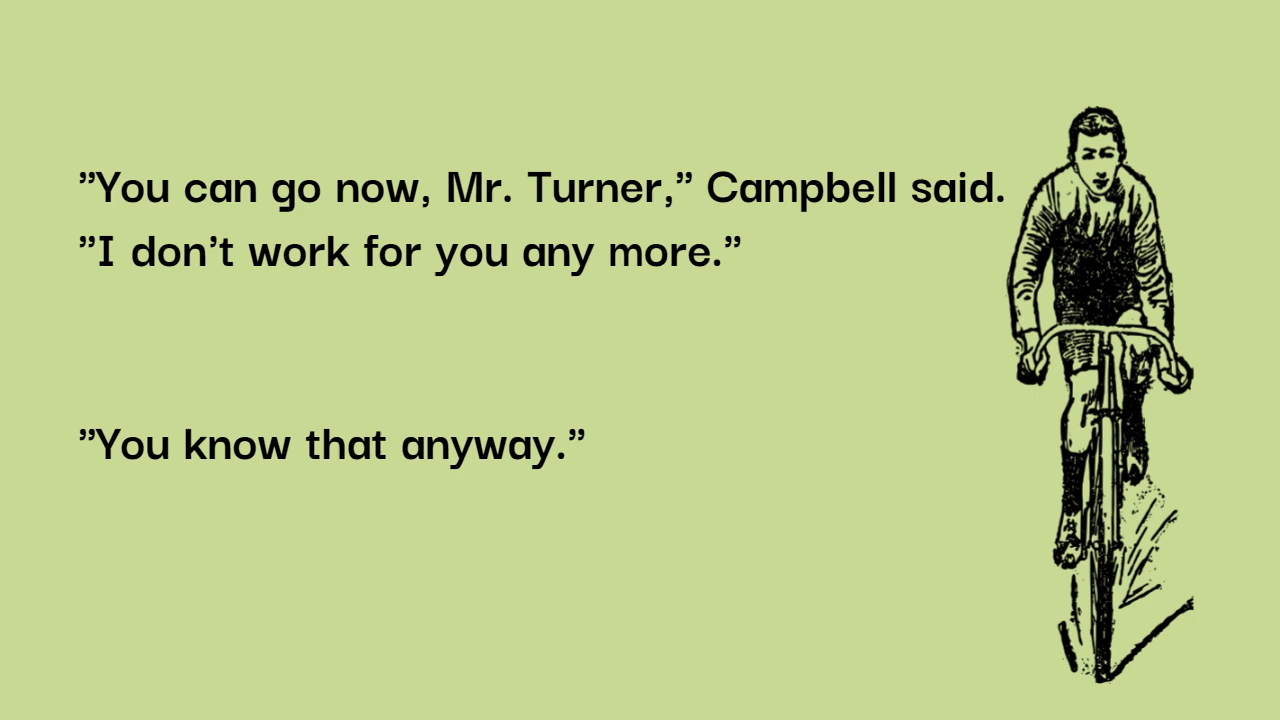 ”You can go now, Mr. Turner,” Campbell said.
”I don’t work for you any more.”
”You know that anyway.”